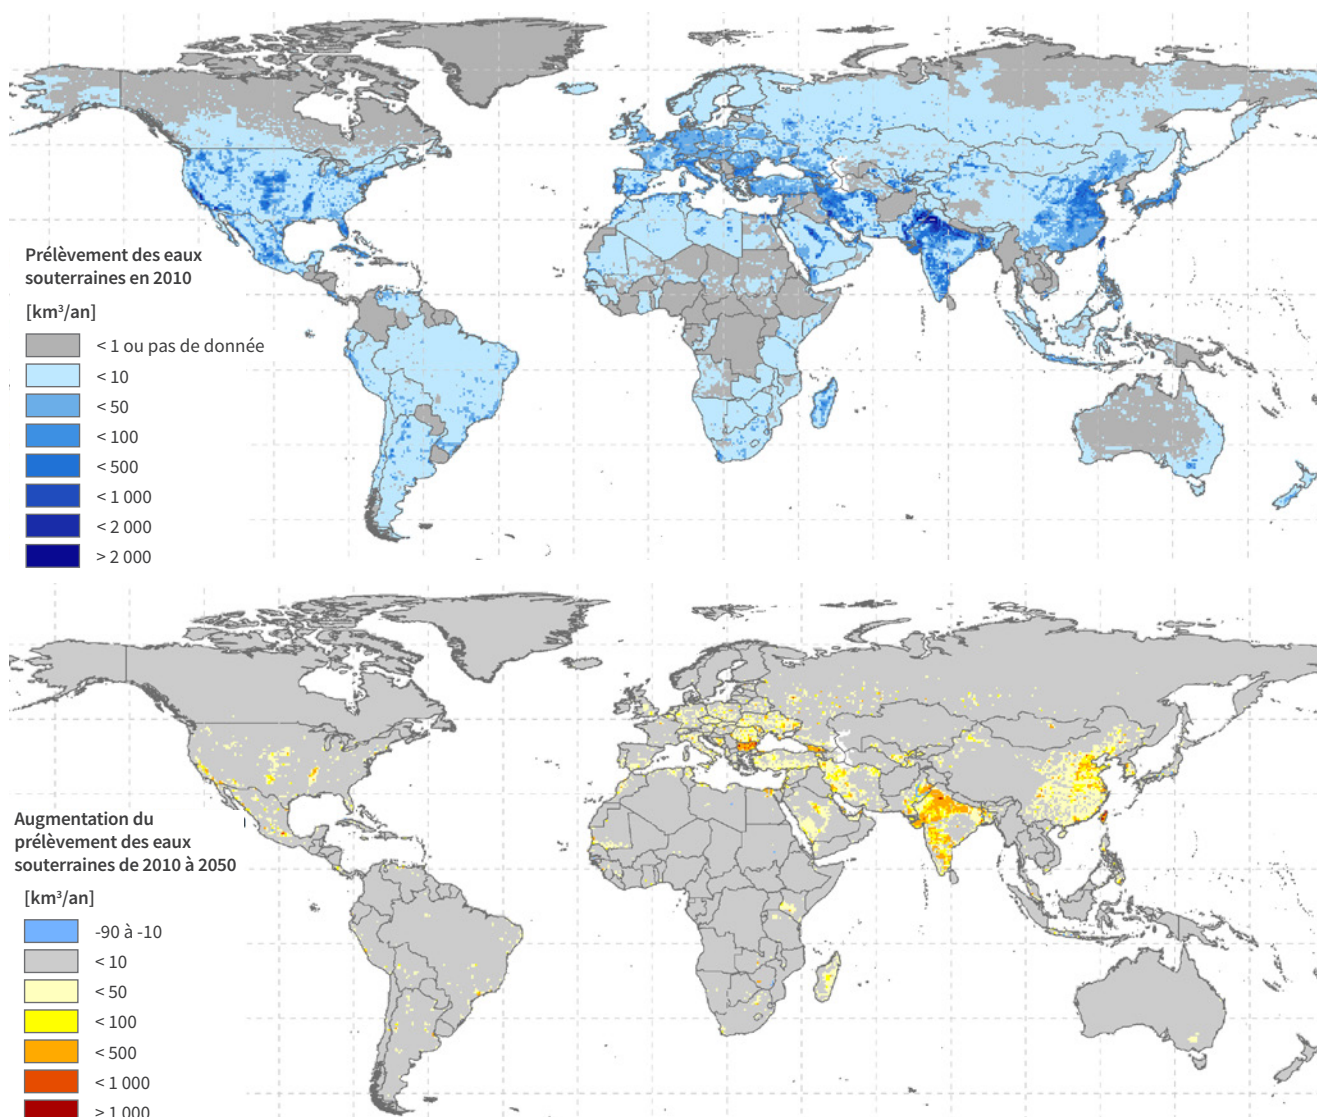 Prélèvement des eaux
souterraines en 2010
[km³/an]
< 1 ou pas de donnée
< 10
< 50
< 100
< 500
< 1 000
< 2 000
> 2 000
Augmentation du
prélèvement des eaux
souterraines de 2010 à 2050
[km³/an]
-90 à -10
< 10
< 50
< 100
< 500
< 1 000
> 1 000